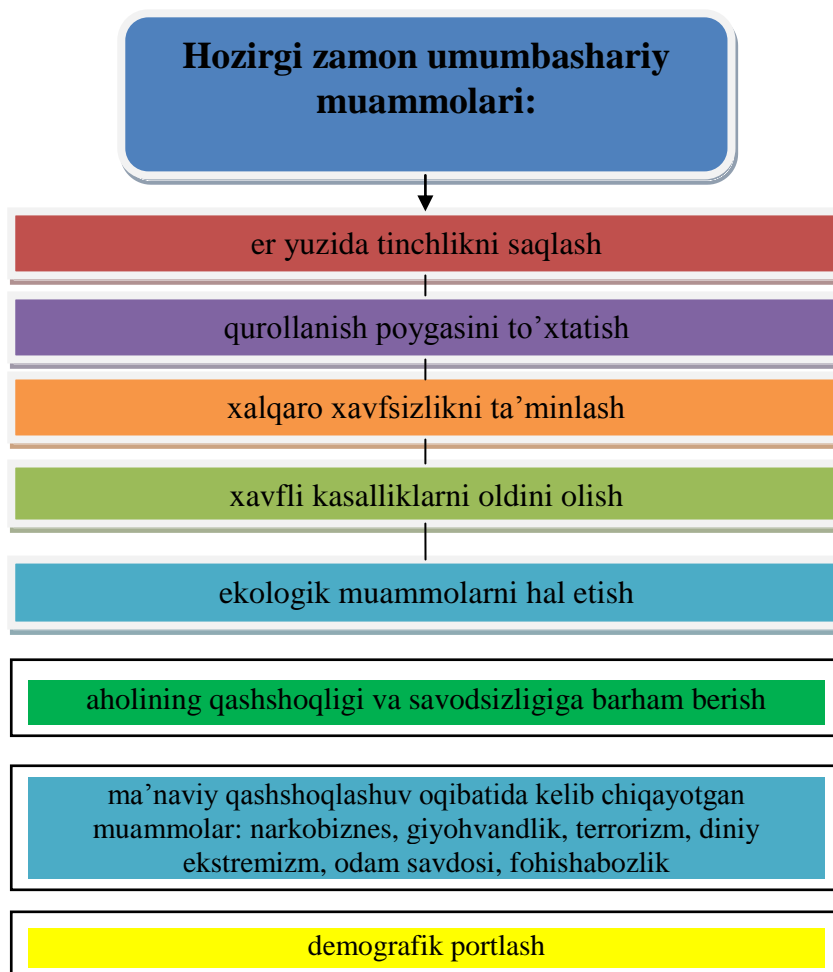 Hozirgi zamon umumbashariy
muammolari:
er yuzida tinchlikni saqlash
qurollanish poygasini to’xtatish
xalqaro xavfsizlikni ta’minlash
xavfli kasalliklarni oldini olish
ekologik muammolarni hal etish
aholining qashshoqligi va savodsizligiga barham berish
ma’naviy qashshoqlashuv oqibatida kelib chiqayotgan
muammolar: narkobiznes, giyohvandlik, terrorizm, diniy
ekstremizm, odam savdosi, fohishabozlik
demografik portlash